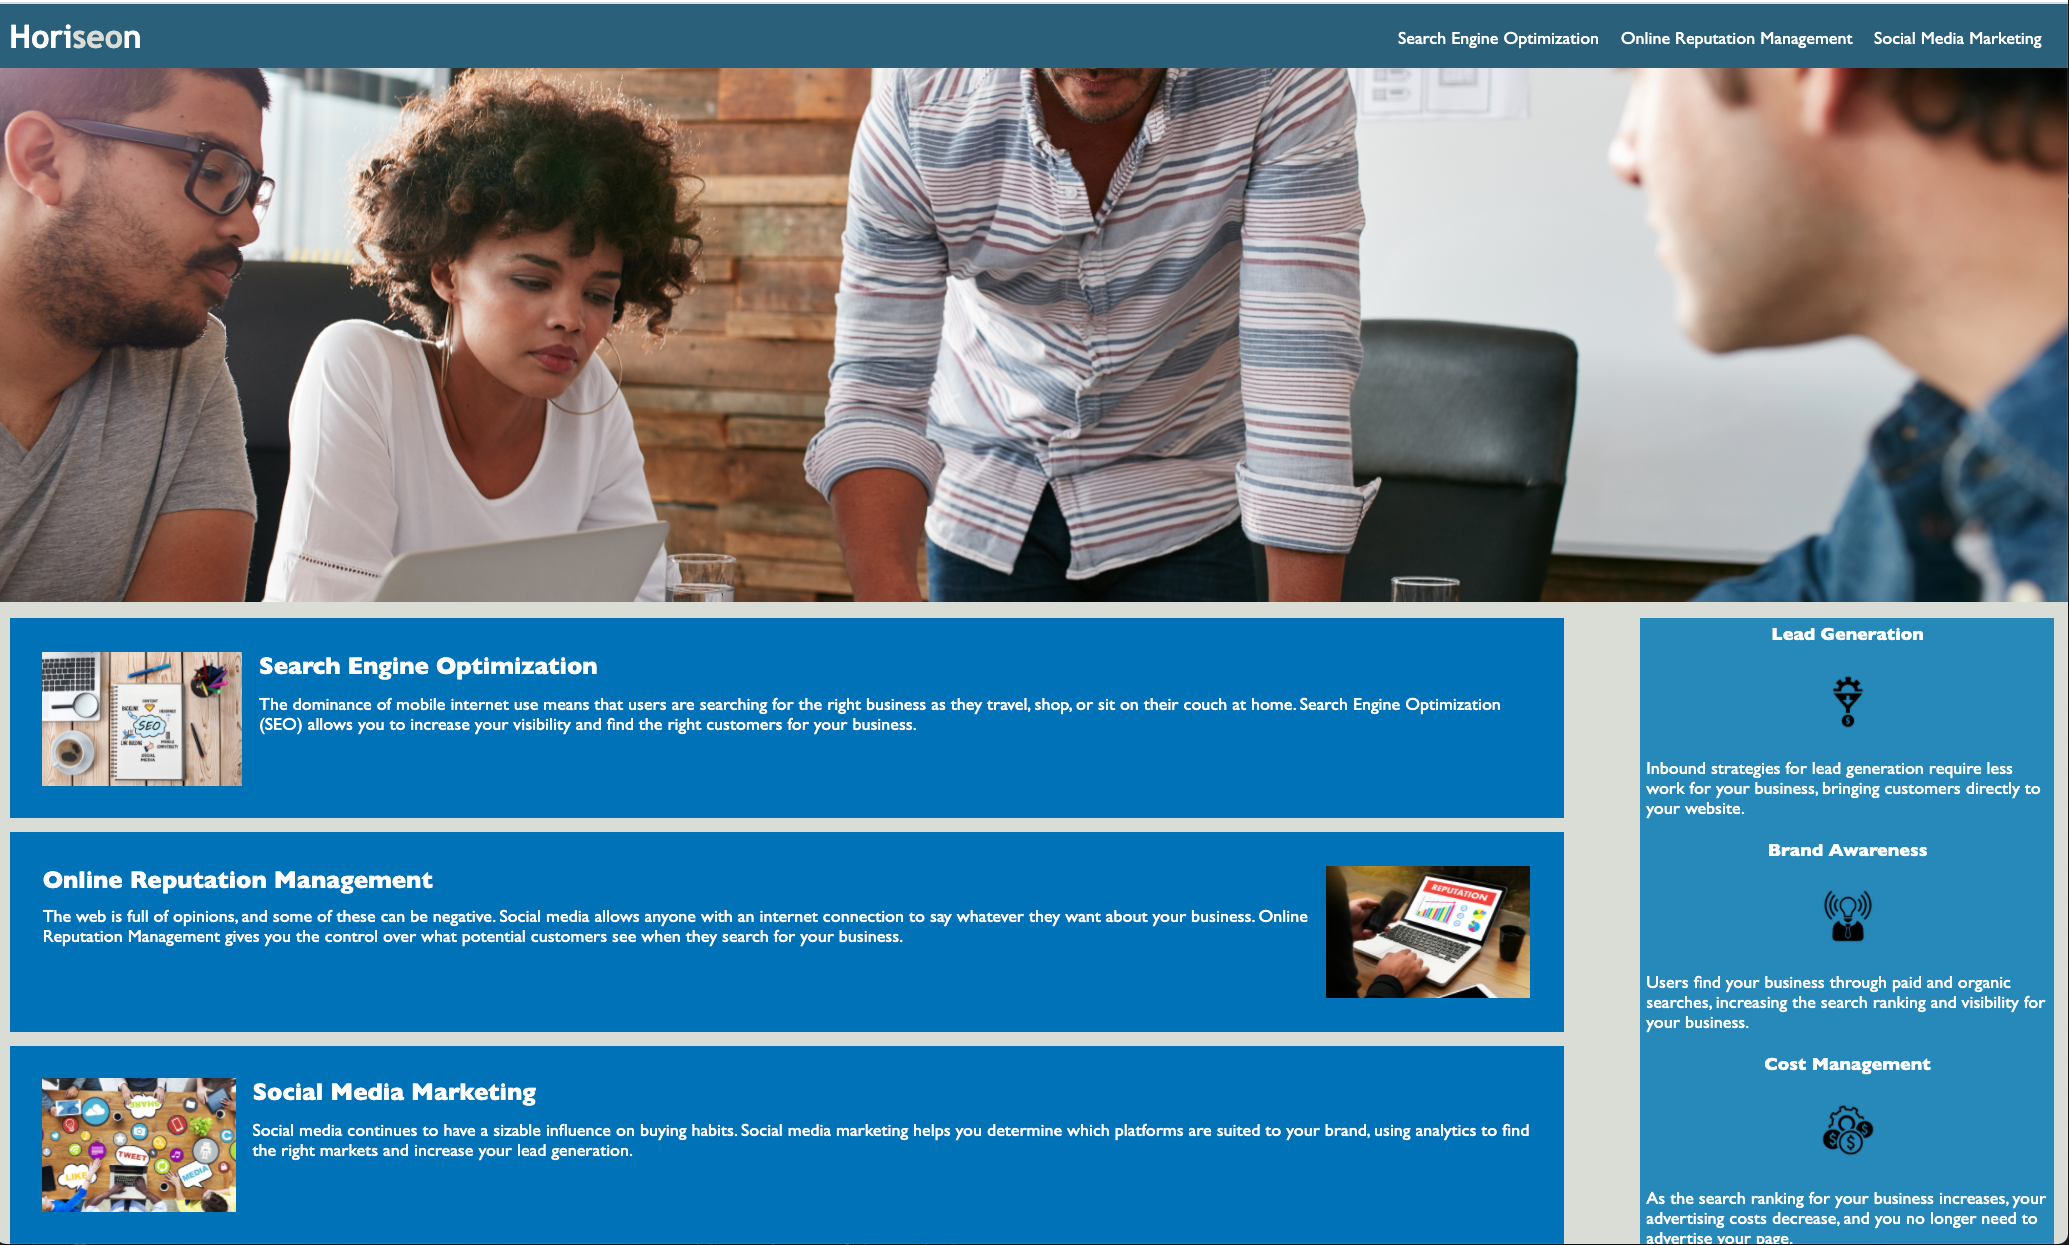 Horiseon
Search Engine Optimization Online Reputation Management Social Media Marketing
Search Engine Optimization
The dominance of mobile internet use means that users are searching for the right business as they travel, shop, or sit on their couch at home. Search Engine Optimization
(SEO) allows you to increase your visibility and find the right customers for your business.
SEO
Online Reputation Management
The web is full of opinions, and some of these can be negative. Social media allows anyone with an internet connection to say whatever they want about your business. Online
Reputation Management gives you the control over what potential customers see when they search for your business.
REPUTATION
Social Media Marketing
Social media continues to have a sizable influence on buying habits. Social media marketing helps you determine which platforms are suited to your brand, using analytics to find
the right markets and increase your lead generation.
SHARE
TWEET
LIKE
MEDIA
Lead Generation
Inbound strategies for lead generation require less
work for your business, bringing customers directly to
your website.
Brand Awareness
Users find your business through paid and organic
searches, increasing the search ranking and visibility for
your business.
Cost Management
As the search ranking for your business increases, your
advertising costs decrease, and you no longer need to
advertise your page.